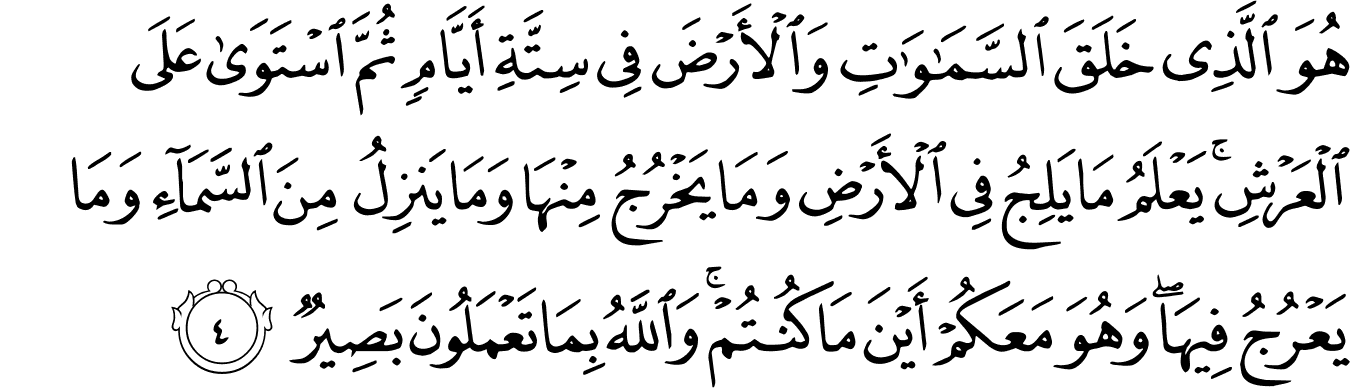 هُوَ ٱلَّذِى خَلَقَ ٱلسَّمَـٰوَٰتِ وَٱلْأَرْضَ فِى سِتَّةِ أَيَّامٍ ثُمَّ ٱسْتَوَىٰ عَلَى
ٱلْعَرْشِ ۚ يَعْلَمُ مَا يَلِجُ فِى ٱلْأَرْضِ وَمَا يَخْرُجُ مِنْهَا وَمَا يَنزِلُ مِنَ ٱلسَّمَآءِ وَمَا
يَعْرُجُ فِيهَا ۖ وَهُوَ مَعَكُمْ أَيْنَ مَا كُنتُمْ ۚ وَٱللَّهُ بِمَا تَعْمَلُونَ بَصِيرٌ ٤